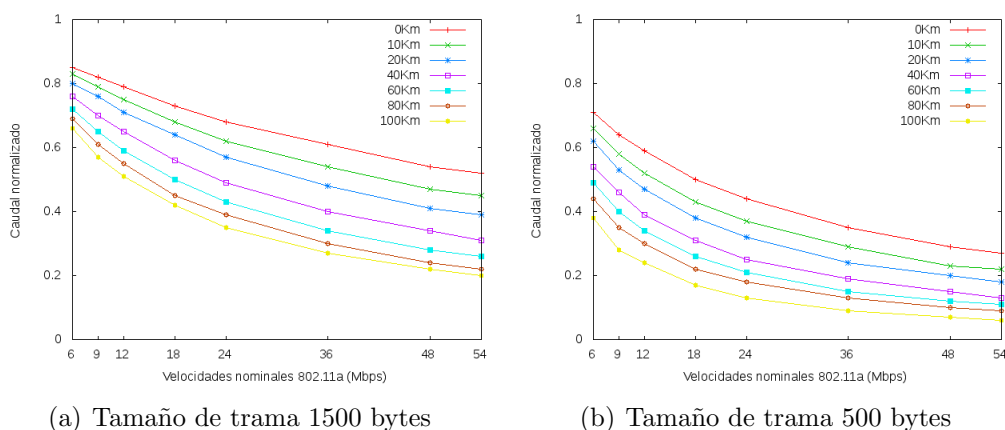 1
0.8
0.6
0.4
0.2
0
Caudal normalizado
0Km
10Km
20Km
40Km
60Km
80Km
100Km
6 9 12 18 24 36 48 54
Velocidades nominales 802.11a (Mbps)
(a) Tamaño de trama 1500 bytes
1
0.8
0.6
0.4
0.2
0
Caudal normalizado
0Km
10Km
20Km
40Km
60Km
80Km
100Km
6 9 12 18 24 36 48 54
Velocidades nominales 802.11a (Mbps)
(b) Tamaño de trama 500 bytes